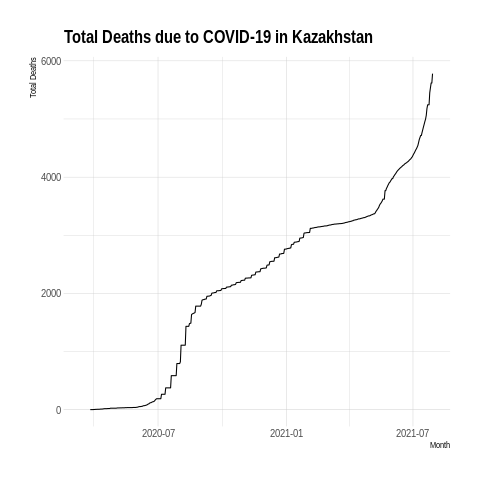 Total Deaths due to COVID-19 in Kazakhstan
Total Deaths
6000
4000
2000
0
2020-07
2021-01
2021-07
Month